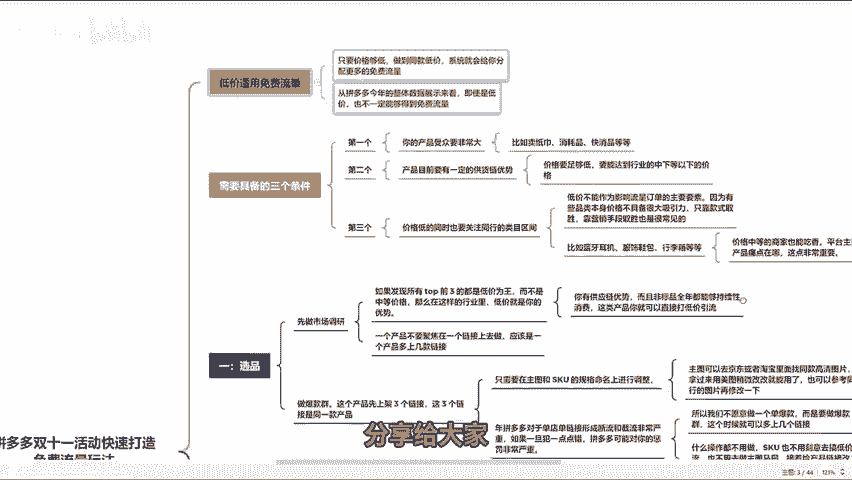 低价适用免费流量
只要价格够低，做到同款低价，系统就会给你分
配更多的免费流量
从拼多多今年的整体数据展示来看，即使是低
价，也不一定能够得到免费流量
需要具备的三个条件
第一个
你的产品受众要非常大
比如卖纸巾、消耗品、快消品等等
第二个
产品目前要有一定的供货链优势
价格要足够低，要能达到行业的中下等以下的价
格
第三个
价格低的同时也要关注同行的类目区间
低价不能作为影响流量订单的主要要素。因为有
些品类本身价格不具备很大吸引力，只靠款式取
胜，靠营销手段取胜也是很常见的
比如蓝牙耳机、服饰鞋包、行李箱等等
价格中等的商家也能吃香。平台主
产品痛点在哪，这点非常重要。
一：选品
先做市场调研
如果发现所有 top 前 3 的都是低价为王，而不是
中等价格，那么在这样的行业里，低价就是你的
优势。
你有供应链优势，而且非标品全年都能够持续性
消费，这类产品你就可以直接打低价引流
一个产品不要聚焦在一个链接上去做，应该是一
个产品多上几款链接
做爆款群。这个产品先上架 3 个链接，这 3 个链
接是同一款产品
只需要在主图和 SKU 的规格命名上进行调整，
主图可以去京东或者淘宝里面找同款高清图片，
拿过来用美图稍微改改就能用了，也可以参考同
行的图片再修改一下
年拼多多对于单店单链接形成断流和截流非常严
重，如果一旦犯一点点错，拼多多可能对你的惩
罚非常严重。
所以我们不愿意做一个单爆款，而是要做爆款
群，这个时候就可以多上几个链接
什么操作都不用做，SKU 也不用刻意去搞低价
拼多多双十一活动快速打造
免费流量玩法
分享给大家
主题: 3 / 44
121%